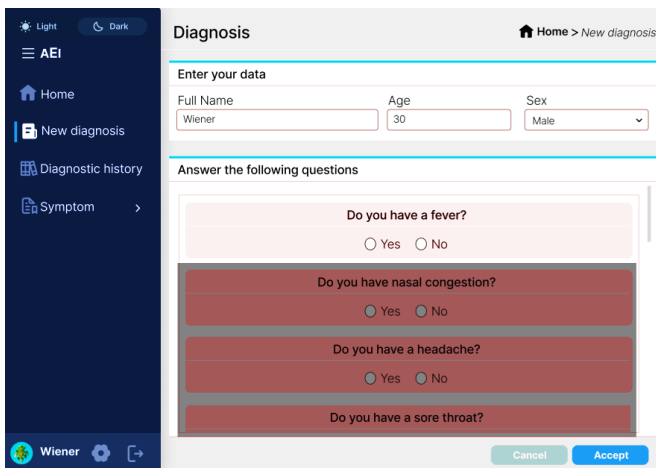 Light Dark
AEI
Home
New diagnosis
Diagnostic history
Symptom >
Wiener
Diagnosis
Home > New diagnosis
Enter your data
Full Name Age Sex
Wiener 30 Male
Answer the following questions
Do you have a fever?
Yes No
Do you have nasal congestion?
Yes No
Do you have a headache?
Yes No
Do you have a sore throat?
Cancel Accept